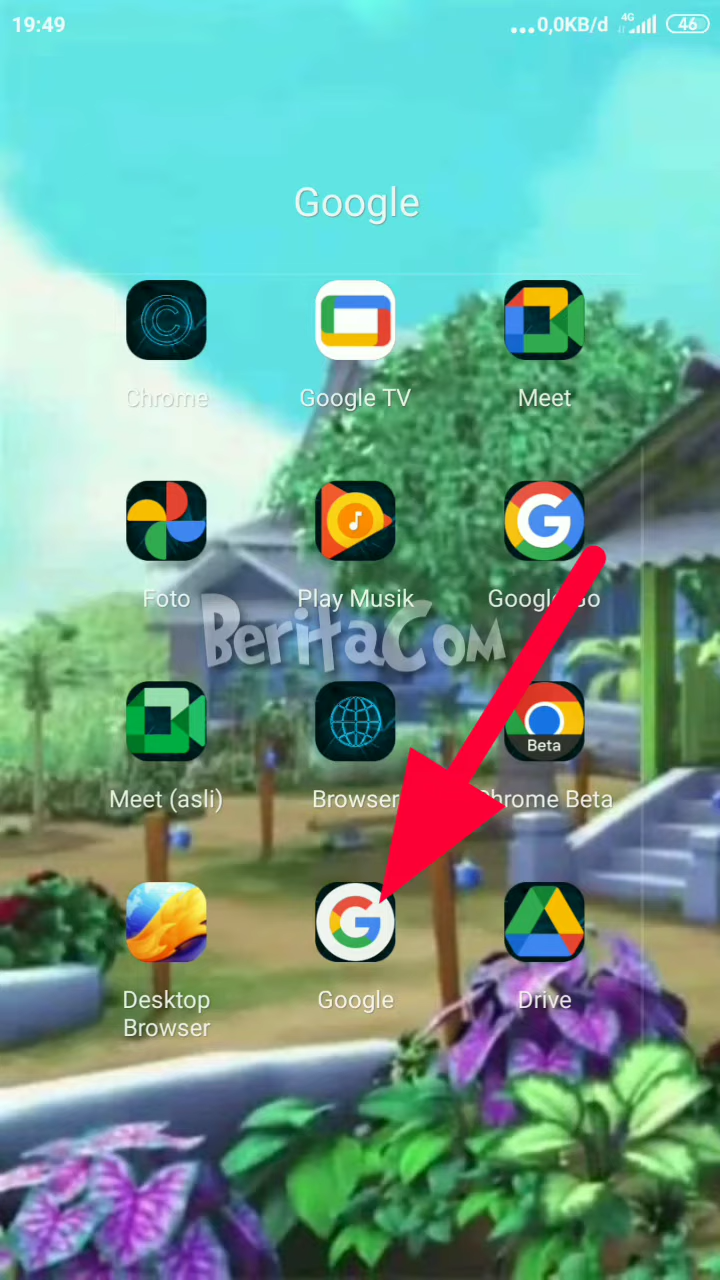 19:49
...0,0KB/d 4G 46
Google
Chrome
Google TV
Meet
Foto
Play Musik
Google Go
BeritaCom
Meet (asli)
Browser
Beta
Chrome Beta
Desktop
Browser
Google
Drive